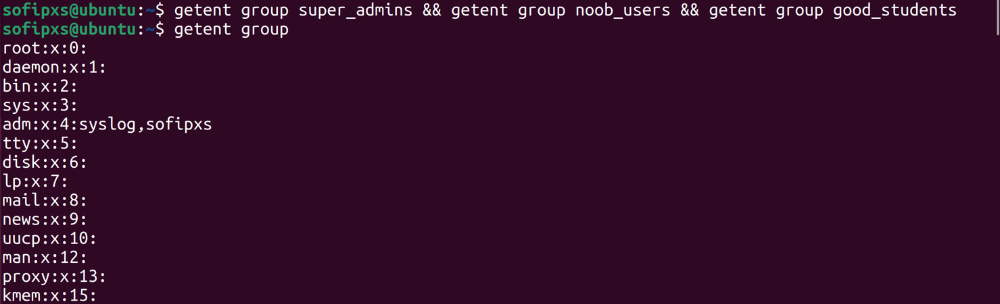 sofipxs@ubuntu:~$ getent group super_admins && getent group noob_users && getent group good_students
sofipxs@ubuntu:~$ getent group
root:x:0:
daemon:x:1:
bin:x:2:
sys:x:3:
adm:x:4:syslog,sofipxs
tty:x:5:
disk:x:6:
lp:x:7:
mail:x:8:
news:x:9:
uucp:x:10:
man:x:12:
proxy:x:13:
kmem:x:15: